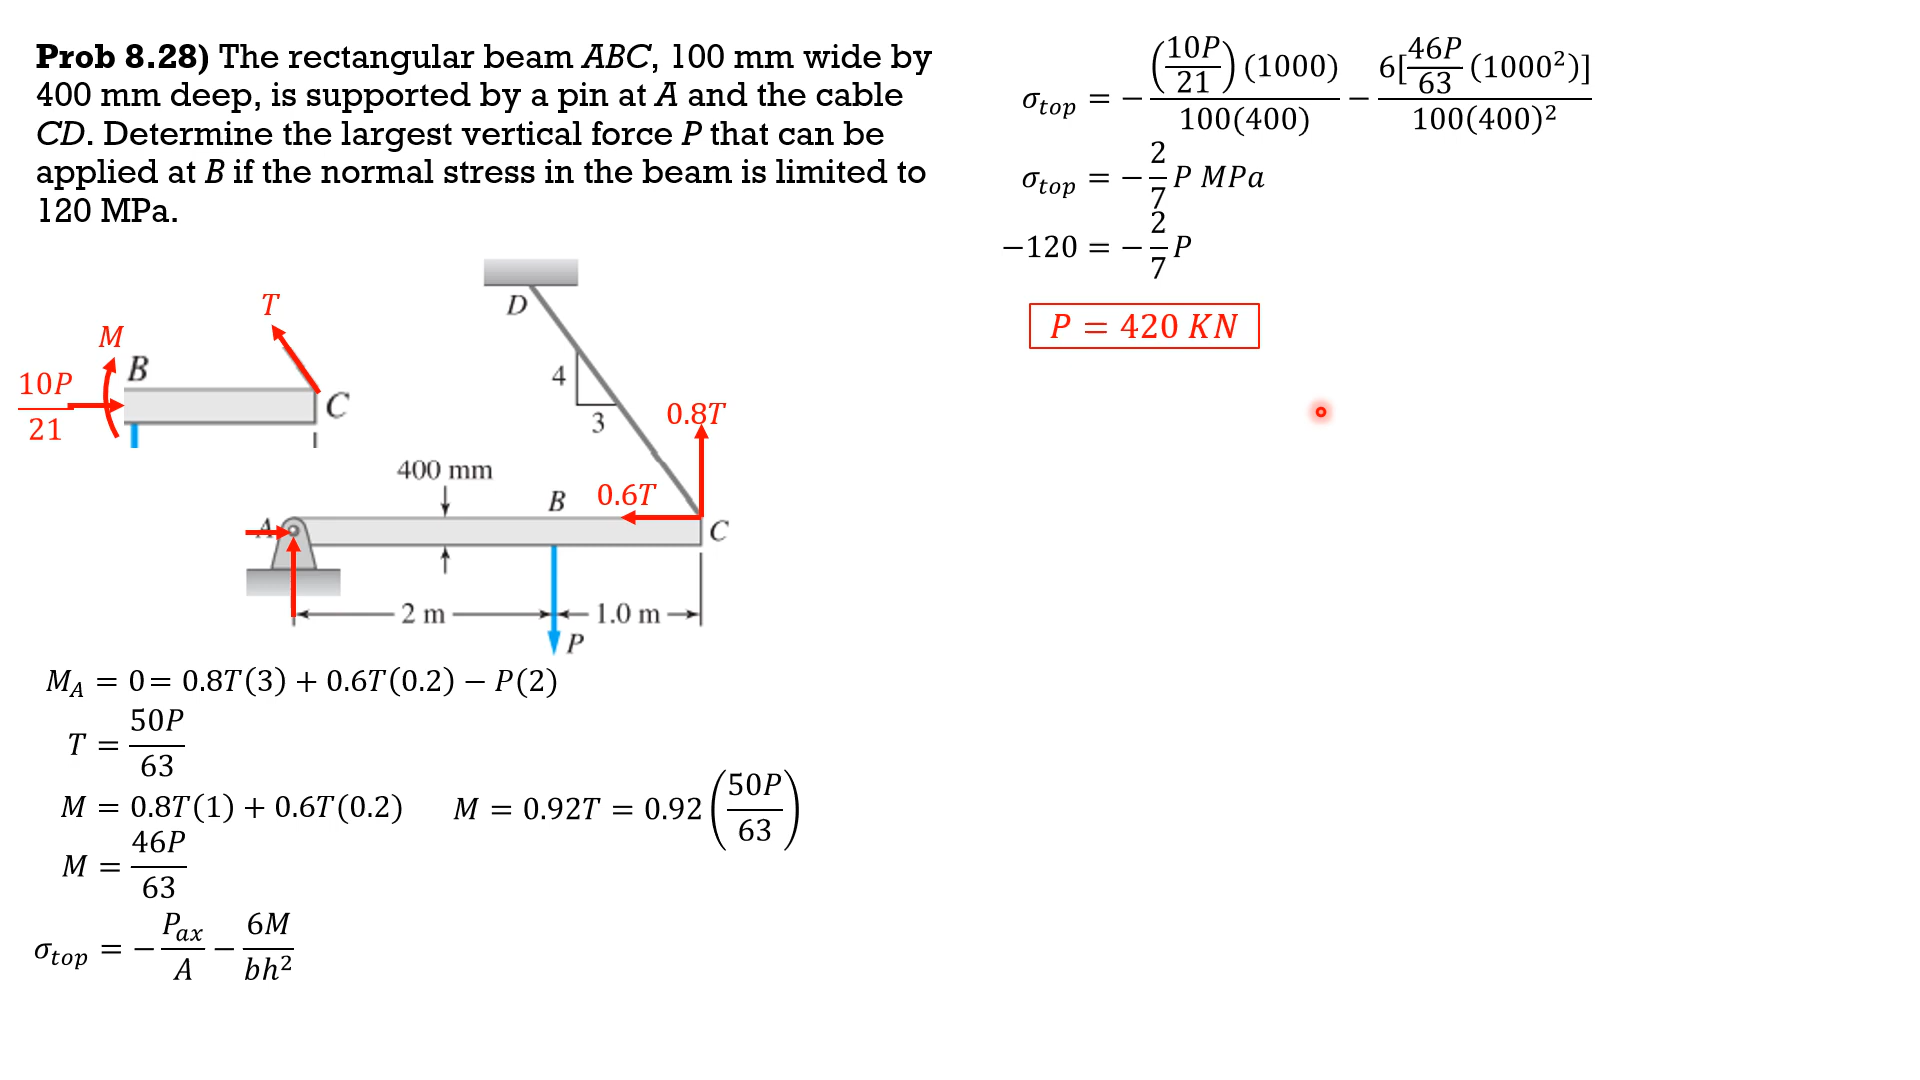 Prob 8.28) The rectangular beam ABC, 100 mm wide by
400 mm deep, is supported by a pin at A and the cable
CD. Determine the largest vertical force P that can be
applied at B if the normal stress in the beam is limited to
120 MPa.
D
T
M
B
10P/21
C
4
3
0.8T
400 mm
B
0.6T
A
C
2 m
1.0 m
P
M_A = 0 = 0.8T(3) + 0.6T(0.2) − P(2)
T = 50P/63
M = 0.8T(1) + 0.6T(0.2) M = 0.92T = 0.92(50P/63)
M = 46P/63
σ_top = − P_ax/A − 6M/bh²
σ_top = − (10P/21)(1000)/100(400) − 6[46P/63 (1000²)]/100(400)²
σ_top = − 2/7 P MPa
−120 = − 2/7 P
P = 420 KN